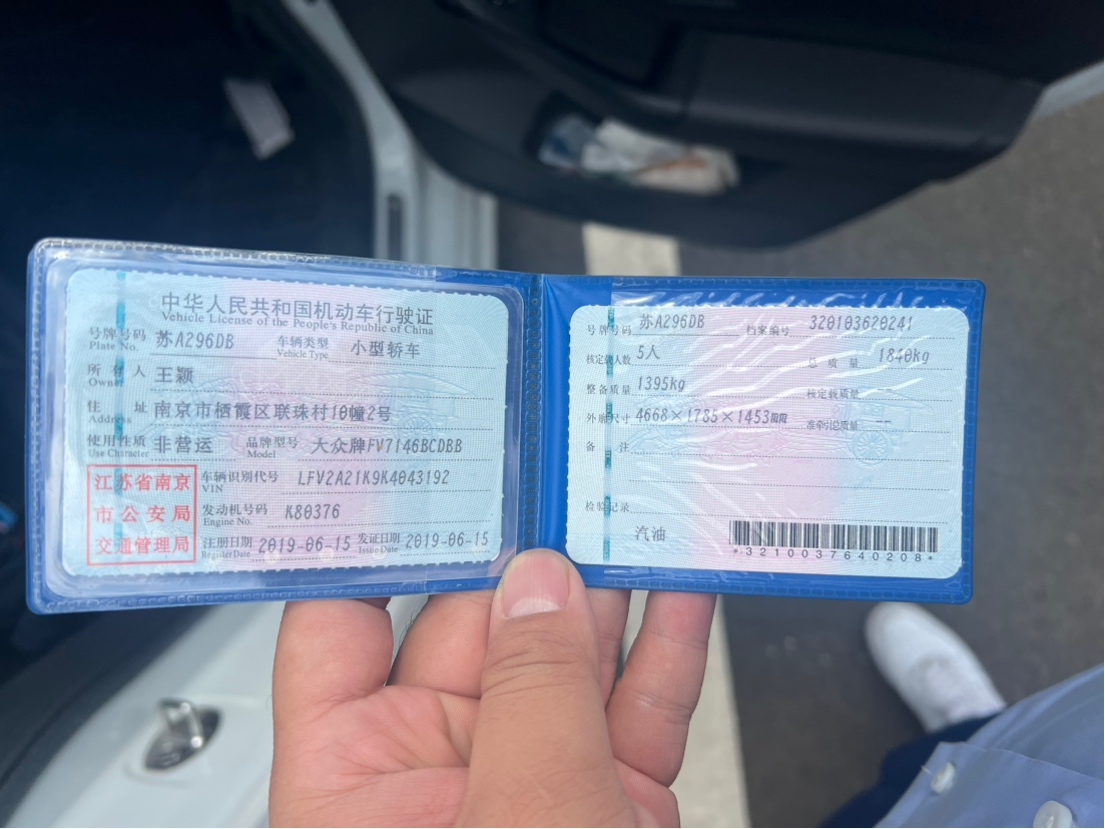 中华人民共和国机动车行驶证
Vehicle License of the People's Republic of China
号牌号码 苏A296DB 车辆类型 小型轿车
Plate No. Vehicle Type
所有人 王颖
Owner
住址 南京市栖霞区联珠村10幢2号
Address
使用性质 非营运 品牌型号 大众牌FV7146BCDBB
Use Character Model
江苏省南京市公安局交通管理局
车辆识别代号 LFV2A21K9K4043192
VIN
发动机号码 K80376
Engine No.
注册日期 2019-06-15 发证日期 2019-06-15
Register Date Issue Date
号牌号码 苏A296DB 档案编号 320103620241
核定载人数 5人 总质量 1840kg
整备质量 1395kg 核定载质量 --
外廓尺寸 4668×1785×1453mm 准牵引总质量 --
备注
检验记录
汽油
*3210037640208*